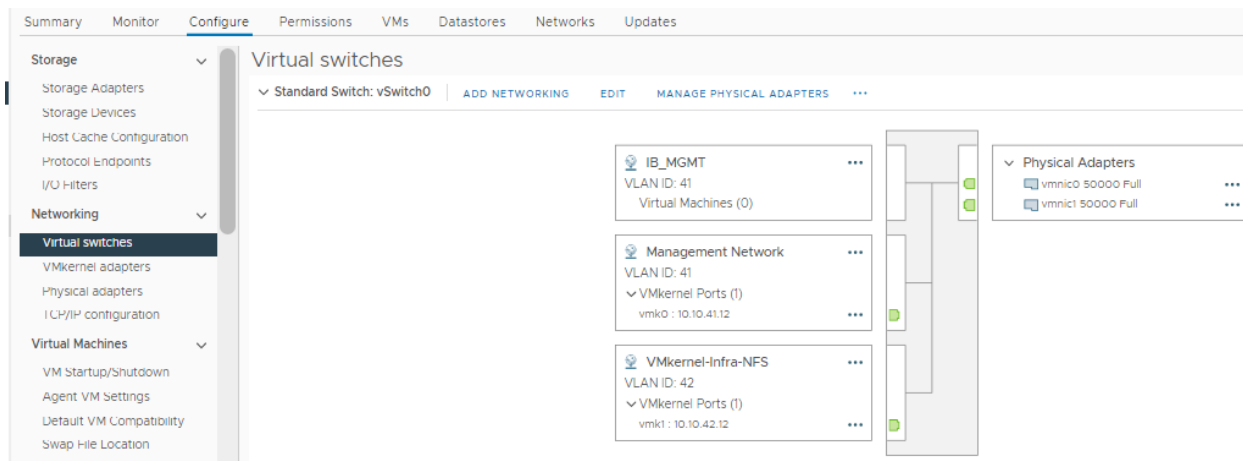 Summary Monitor Configure Permissions VMs Datastores Networks Updates
Storage
Storage Adapters
Storage Devices
Host Cache Configuration
Protocol Endpoints
I/O Filters
Networking
Virtual switches
VMkernel adapters
Physical adapters
TCP/IP configuration
Virtual Machines
VM Startup/Shutdown
Agent VM Settings
Default VM Compatibility
Swap File Location
Virtual switches
Standard Switch: vSwitch0 ADD NETWORKING EDIT MANAGE PHYSICAL ADAPTERS ...
IB_MGMT ...
VLAN ID: 41
Virtual Machines (0)
Management Network ...
VLAN ID: 41
VMkernel Ports (1)
vmk0 : 10.10.41.12 ...
VMkernel-Infra-NFS ...
VLAN ID: 42
VMkernel Ports (1)
vmk1 : 10.10.42.12 ...
Physical Adapters
vmnic0 50000 Full ...
vmnic1 50000 Full ...